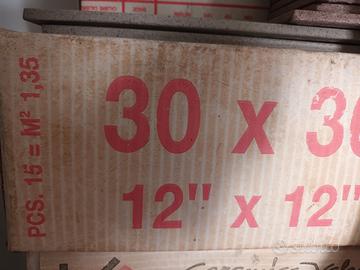 PCS. 15 = M² 1,35
30 x 30
12" x 12"